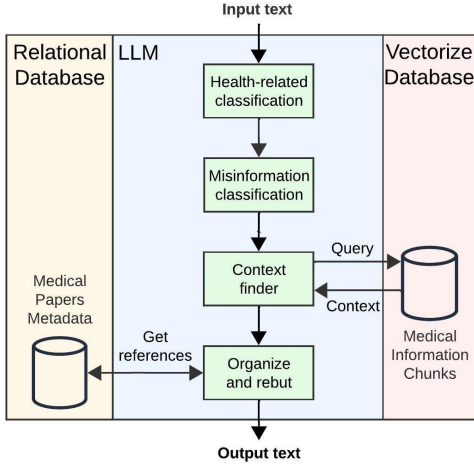 Input text
Relational
Database
LLM
Vectorize
Database
Health-related
classification
Misinformation
classification
Context
finder
Query
Context
Medical
Papers
Metadata
Medical
Information
Chunks
Get
references
Organize
and rebut
Output text